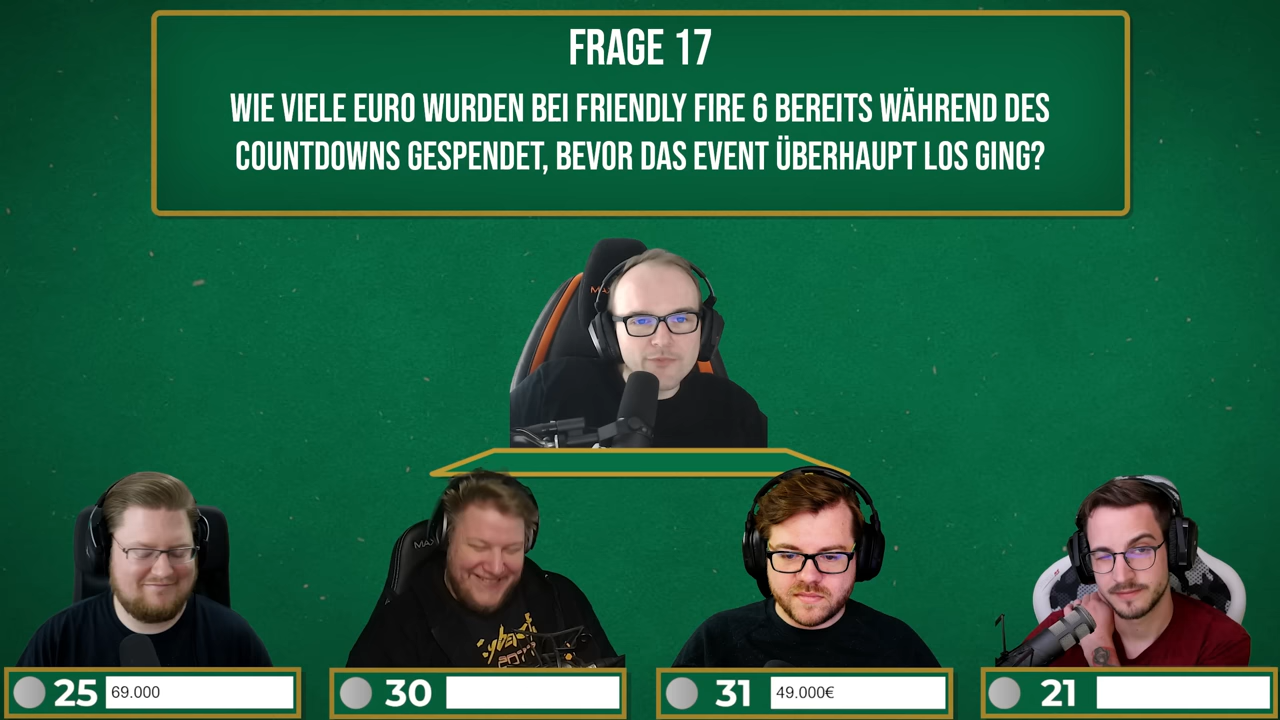 FRAGE 17
WIE VIELE EURO WURDEN BEI FRIENDLY FIRE 6 BEREITS WÄHREND DES
COUNTDOWNS GESPENDET, BEVOR DAS EVENT ÜBERHAUPT LOS GING?
25 69.000
30
31 49.000€
21